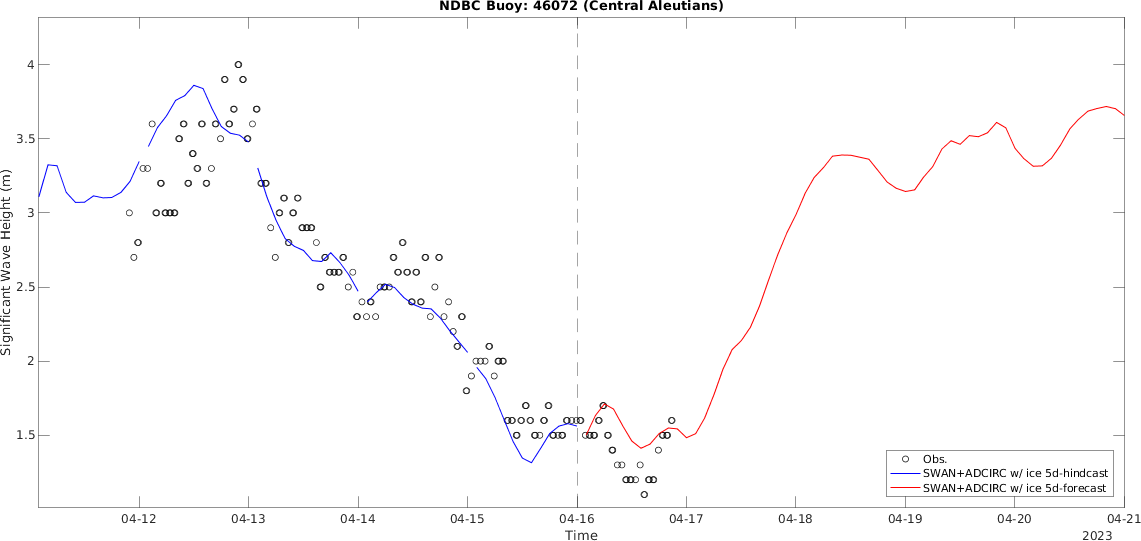 NDBC Buoy: 46072 (Central Aleutians)
4
3.5
3
2.5
2
1.5
Significant Wave Height (m)
Obs.
SWAN+ADCIRC w/ ice 5d-hindcast
SWAN+ADCIRC w/ ice 5d-forecast
04-12 04-13 04-14 04-15 04-16 04-17 04-18 04-19 04-20 04-21
Time
2023